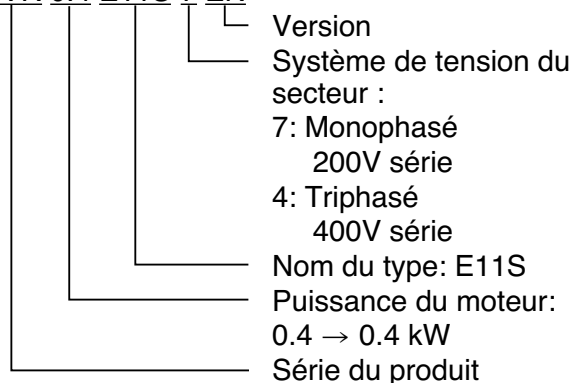 Version
Système de tension du
secteur :
7: Monophasé
200V série
4: Triphasé
400V série
Nom du type: E11S
Puissance du moteur:
0.4 → 0.4 kW
Série du produit